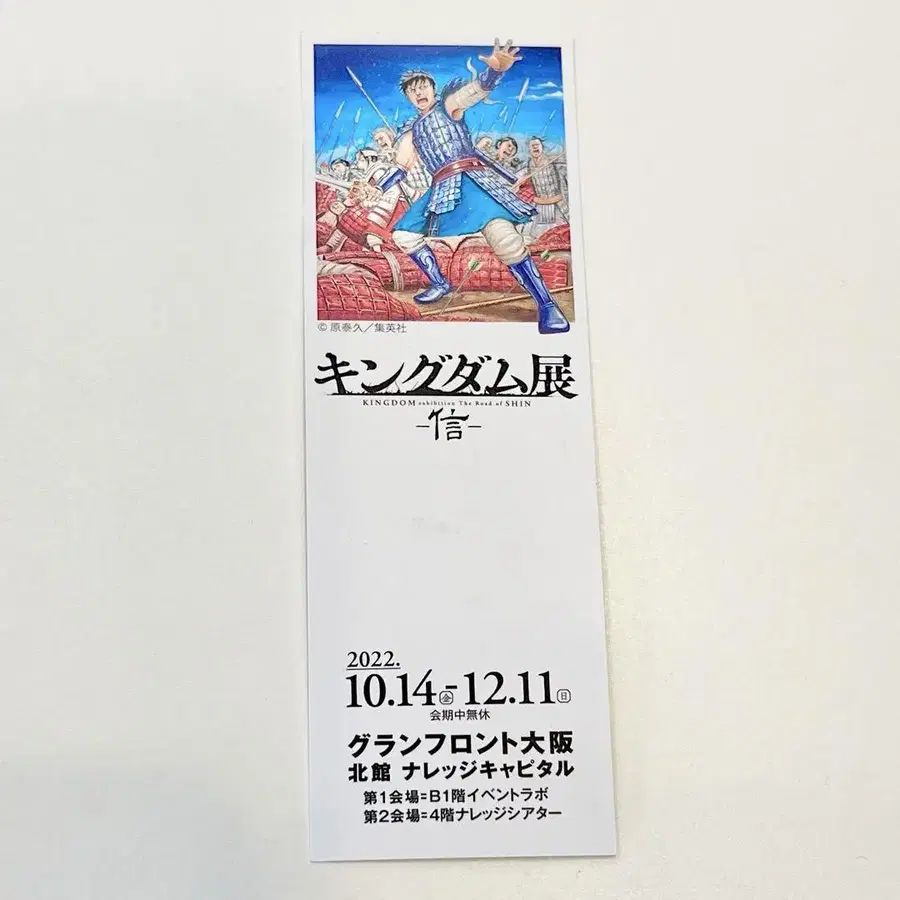 © 原泰久／集英社
キングダム展
KINGDOM exhibition The Road of SHIN
-信-
2022.
10.14(金)-12.11(日)
会期中無休
グランフロント大阪
北館 ナレッジキャピタル
第1会場=B1階イベントラボ
第2会場=4階ナレッジシアター